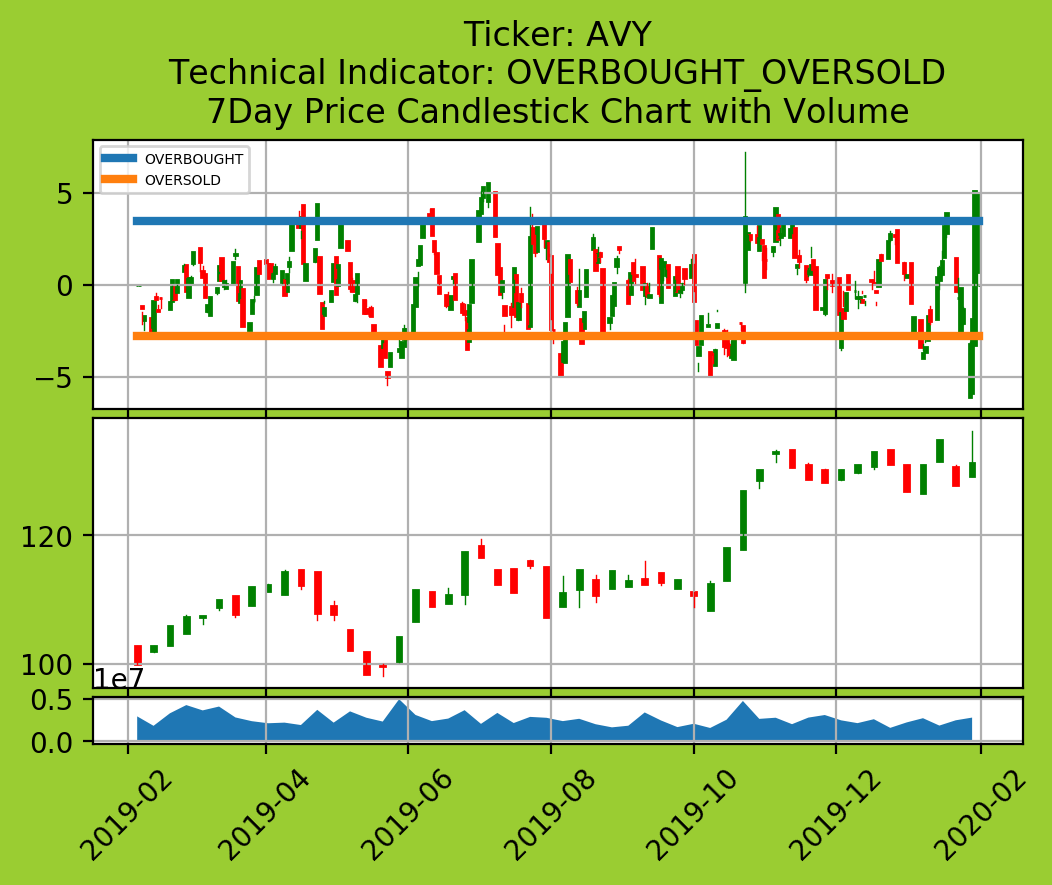 Ticker: AVY
Technical Indicator: OVERBOUGHT_OVERSOLD
7Day Price Candlestick Chart with Volume
OVERBOUGHT
OVERSOLD
5
0
−5
120
100
1e7
0.5
0.0
2019-02
2019-04
2019-06
2019-08
2019-10
2019-12
2020-02